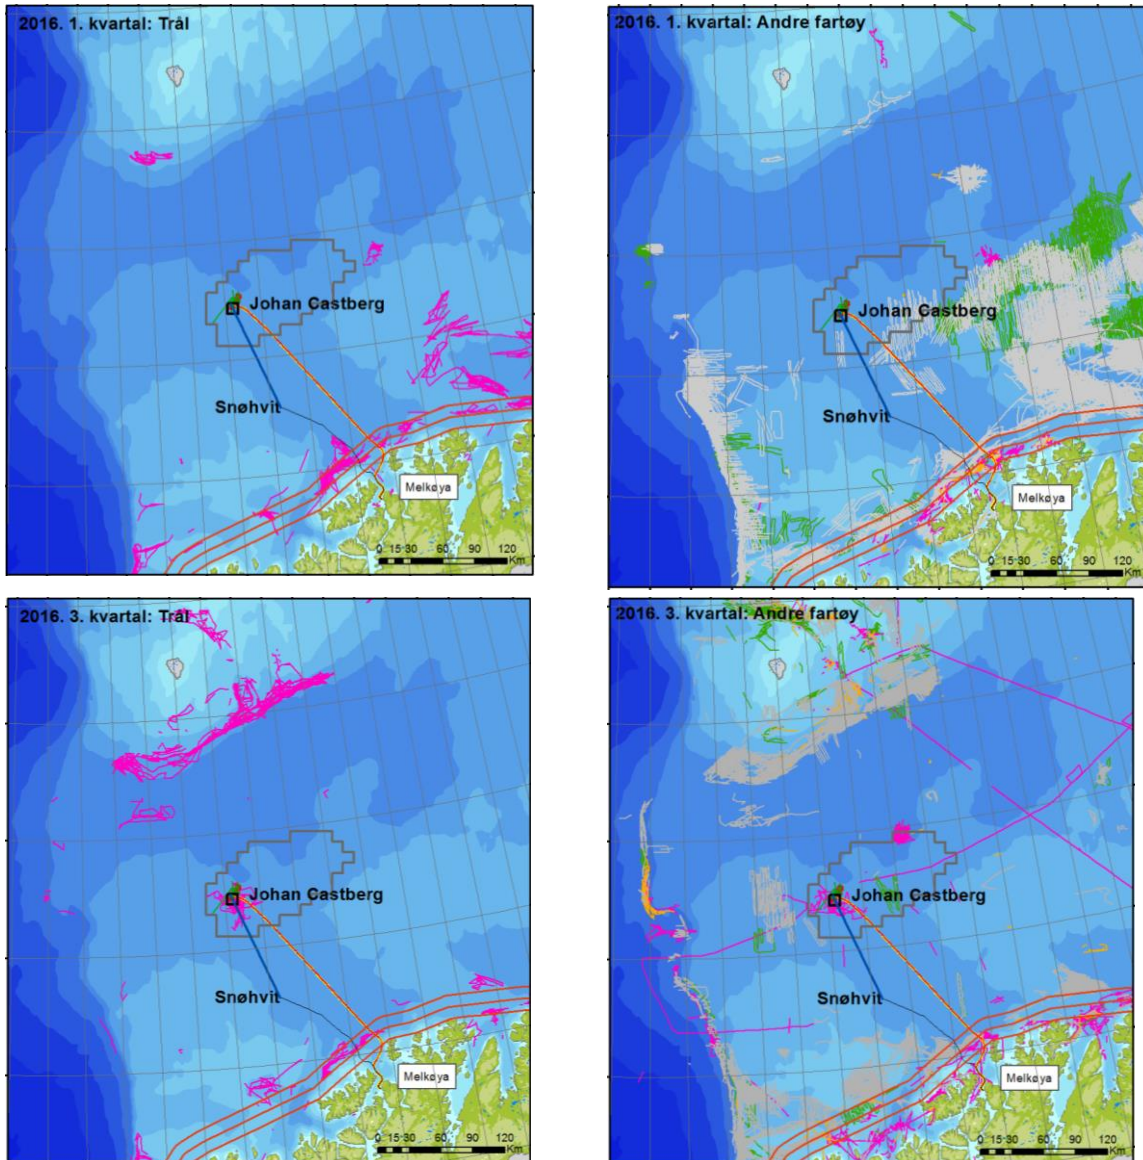 2016. 1. kvartal: Trål
Johan Castberg
Snøhvit
Melkøya
0 15 30 60 90 120
Km
2016. 1. kvartal: Andre fartøy
Johan Castberg
Snøhvit
Melkøya
0 15 30 60 90 120
Km
2016. 3. kvartal: Trål
Johan Castberg
Snøhvit
Melkøya
0 15 30 60 90 120
Km
2016. 3. kvartal: Andre fartøy
Johan Castberg
Snøhvit
Melkøya
0 15 30 60 90 120
Km